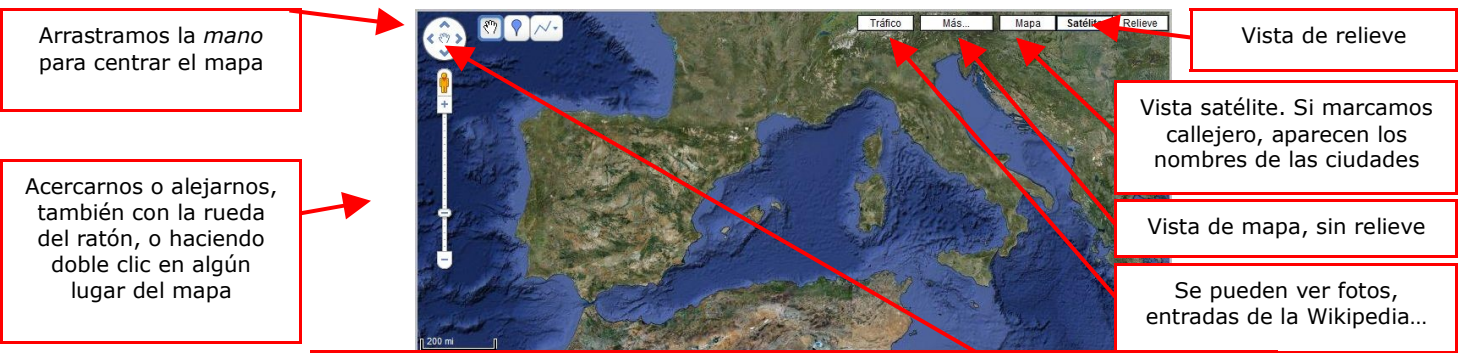 Arrastramos la mano
para centrar el mapa
Acercarnos o alejarnos,
también con la rueda
del ratón, o haciendo
doble clic en algún
lugar del mapa
Tráfico
Más...
Mapa
Satélite
Relieve
200 mi
Vista de relieve
Vista satélite. Si marcamos
callejero, aparecen los
nombres de las ciudades
Vista de mapa, sin relieve
Se pueden ver fotos,
entradas de la Wikipedia…